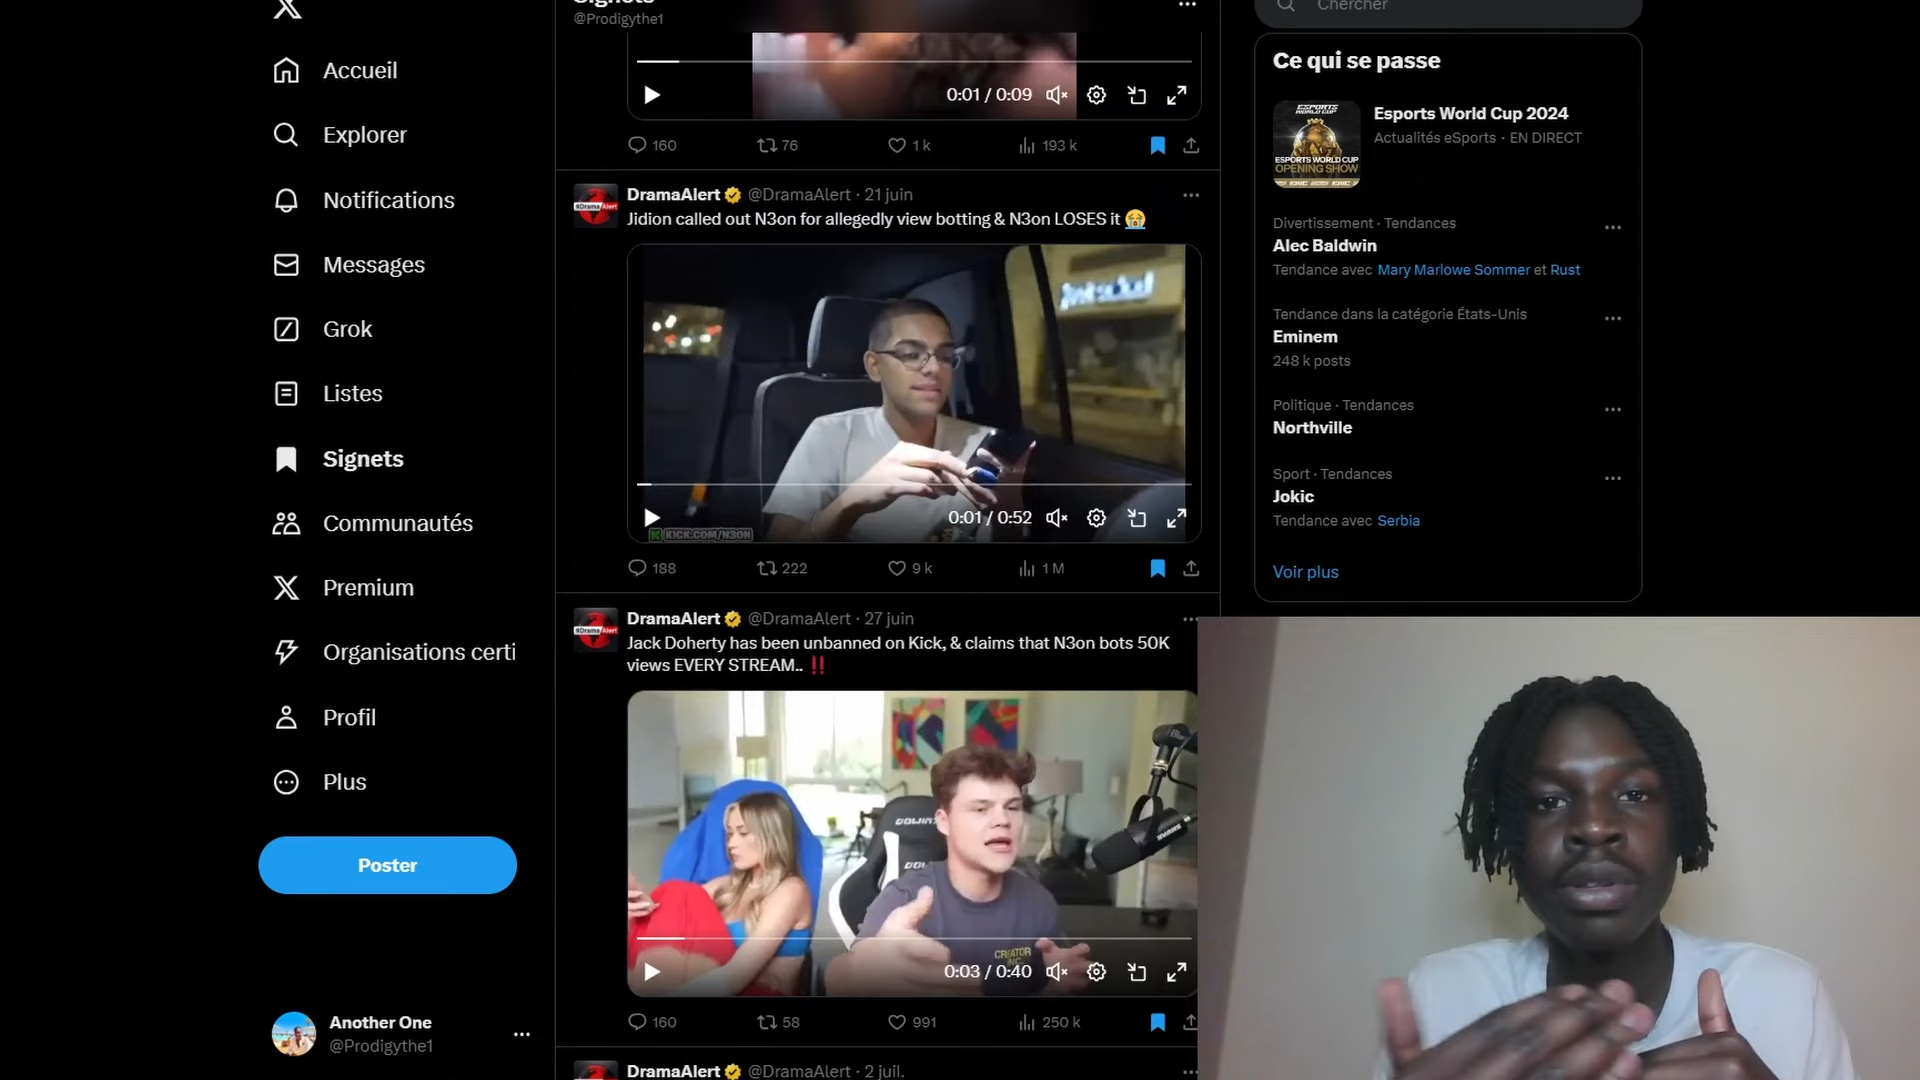 Accueil
Explorer
Notifications
Messages
Grok
Listes
Signets
Communautés
Premium
Organisations certi
Profil
Plus
Poster
Another One
@Prodigythe1
Signets
@Prodigythe1
0:01 / 0:09
160
76
1 k
193 k
DramaAlert @DramaAlert · 21 juin
Jidion called out N3on for allegedly view botting & N3on LOSES it 😭
0:01 / 0:52
KICK.COM/N3ON
188
222
9 k
1 M
DramaAlert @DramaAlert · 27 juin
Jack Doherty has been unbanned on Kick, & claims that N3on bots 50K
views EVERY STREAM.. ‼️
CREATOR
INC.
0:03 / 0:40
160
58
991
250 k
DramaAlert @DramaAlert · 2 juil.
Chercher
Ce qui se passe
ESPORTS
WORLD CUP
ESPORTS WORLD CUP
OPENING SHOW
Esports World Cup 2024
Actualités eSports · EN DIRECT
Divertissement · Tendances
Alec Baldwin
Tendance avec Mary Marlowe Sommer et Rust
Tendance dans la catégorie États-Unis
Eminem
248 k posts
Politique · Tendances
Northville
Sport · Tendances
Jokic
Tendance avec Serbia
Voir plus